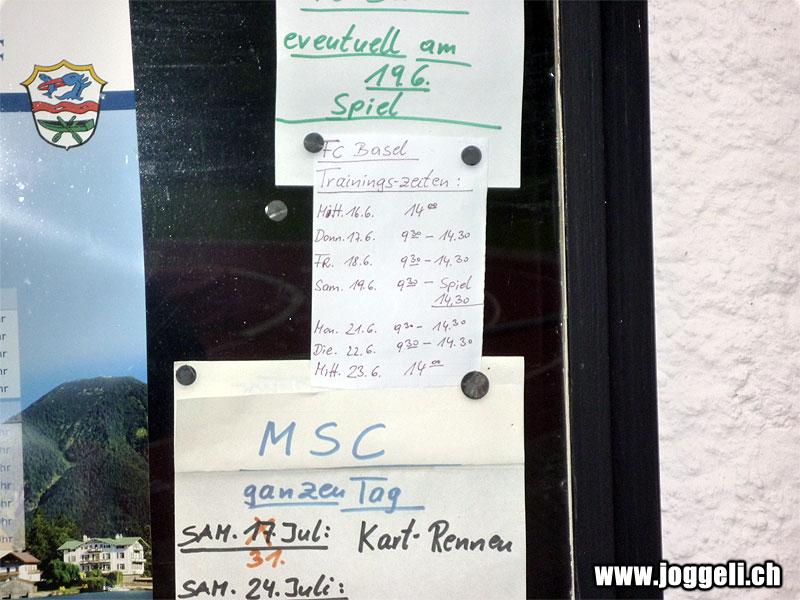 eventuell am
19.6.
Spiel
FC Basel
Trainings-zeiten:
Mitt. 16.6. 14⁰⁰
Donn. 17.6. 9³⁰ - 14.30
FR. 18.6. 9³⁰ - 14.30
Sam. 19.6. 9³⁰ - Spiel
14,30
Mon. 21.6. 9³⁰ - 14.³⁰
Die. 22.6. 9³⁰ - 14.30
Mitt. 23.6. 14⁰⁰
MSC
ganzen Tag
SAM. 17. Jul: Kart-Rennen
31.
SAM. 24. Juli:
www.joggeli.ch